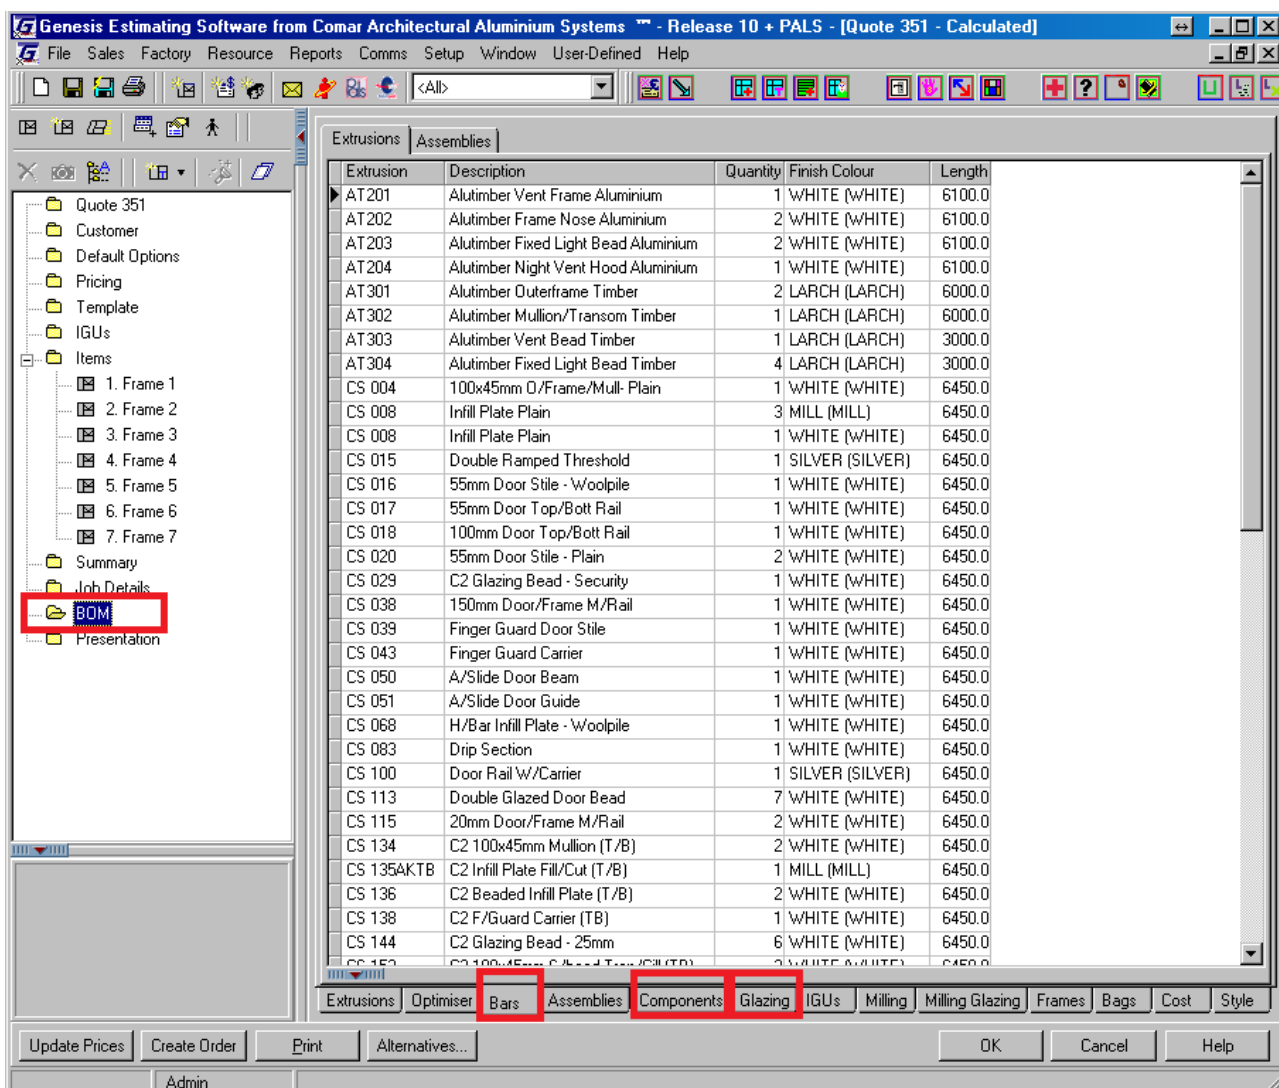 Genesis Estimating Software from Comar Architectural Aluminium Systems ™ - Release 10 + PALS - [Quote 351 - Calculated]
File Sales Factory Resource Reports Comms Setup Window User-Defined Help
<All>
Quote 351
Customer
Default Options
Pricing
Template
IGUs
Items
1. Frame 1
2. Frame 2
3. Frame 3
4. Frame 4
5. Frame 5
6. Frame 6
7. Frame 7
Summary
Job Details
BOM
Presentation
Extrusions Assemblies
Extrusion Description Quantity Finish Colour Length
AT201 Alutimber Vent Frame Aluminium 1 WHITE (WHITE) 6100.0
AT202 Alutimber Frame Nose Aluminium 2 WHITE (WHITE) 6100.0
AT203 Alutimber Fixed Light Bead Aluminium 2 WHITE (WHITE) 6100.0
AT204 Alutimber Night Vent Hood Aluminium 1 WHITE (WHITE) 6100.0
AT301 Alutimber Outerframe Timber 2 LARCH (LARCH) 6000.0
AT302 Alutimber Mullion/Transom Timber 1 LARCH (LARCH) 6000.0
AT303 Alutimber Vent Bead Timber 1 LARCH (LARCH) 3000.0
AT304 Alutimber Fixed Light Bead Timber 4 LARCH (LARCH) 3000.0
CS 004 100x45mm O/Frame/Mull- Plain 1 WHITE (WHITE) 6450.0
CS 008 Infill Plate Plain 3 MILL (MILL) 6450.0
CS 008 Infill Plate Plain 1 WHITE (WHITE) 6450.0
CS 015 Double Ramped Threshold 1 SILVER (SILVER) 6450.0
CS 016 55mm Door Stile - Woolpile 1 WHITE (WHITE) 6450.0
CS 017 55mm Door Top/Bott Rail 1 WHITE (WHITE) 6450.0
CS 018 100mm Door Top/Bott Rail 1 WHITE (WHITE) 6450.0
CS 020 55mm Door Stile - Plain 2 WHITE (WHITE) 6450.0
CS 029 C2 Glazing Bead - Security 1 WHITE (WHITE) 6450.0
CS 038 150mm Door/Frame M/Rail 1 WHITE (WHITE) 6450.0
CS 039 Finger Guard Door Stile 1 WHITE (WHITE) 6450.0
CS 043 Finger Guard Carrier 1 WHITE (WHITE) 6450.0
CS 050 A/Slide Door Beam 1 WHITE (WHITE) 6450.0
CS 051 A/Slide Door Guide 1 WHITE (WHITE) 6450.0
CS 068 H/Bar Infill Plate - Woolpile 1 WHITE (WHITE) 6450.0
CS 083 Drip Section 1 WHITE (WHITE) 6450.0
CS 100 Door Rail W/Carrier 1 SILVER (SILVER) 6450.0
CS 113 Double Glazed Door Bead 7 WHITE (WHITE) 6450.0
CS 115 20mm Door/Frame M/Rail 2 WHITE (WHITE) 6450.0
CS 134 C2 100x45mm Mullion (T/B) 2 WHITE (WHITE) 6450.0
CS 135AKTB C2 Infill Plate Fill/Cut (T/B) 1 MILL (MILL) 6450.0
CS 136 C2 Beaded Infill Plate (T/B) 2 WHITE (WHITE) 6450.0
CS 138 C2 F/Guard Carrier (TB) 1 WHITE (WHITE) 6450.0
CS 144 C2 Glazing Bead - 25mm 6 WHITE (WHITE) 6450.0
Extrusions Optimiser Bars Assemblies Components Glazing IGUs Milling Milling Glazing Frames Bags Cost Style
Update Prices Create Order Print Alternatives... OK Cancel Help
Admin